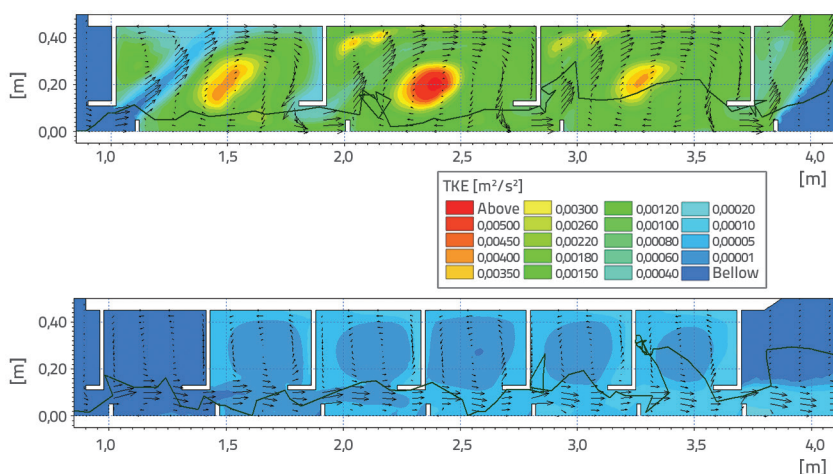 0,40
0,20
0,00
[m]
1,0 1,5 2,0 2,5 3,0 3,5 4,0
[m]
TKE [m²/s²]
Above 0,00300 0,00120 0,00020
0,00500 0,00260 0,00100 0,00010
0,00450 0,00220 0,00080 0,00005
0,00400 0,00180 0,00060 0,00001
0,00350 0,00150 0,00040 Bellow
0,40
0,20
0,00
[m]
1,0 1,5 2,0 2,5 3,0 3,5 4,0
[m]